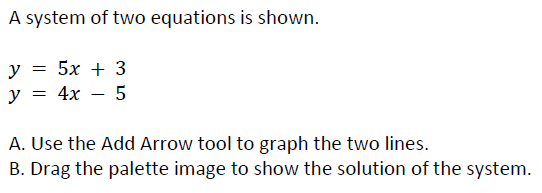 A system of two equations is shown.
y = 5x + 3
y = 4x − 5
A. Use the Add Arrow tool to graph the two lines.
B. Drag the palette image to show the solution of the system.